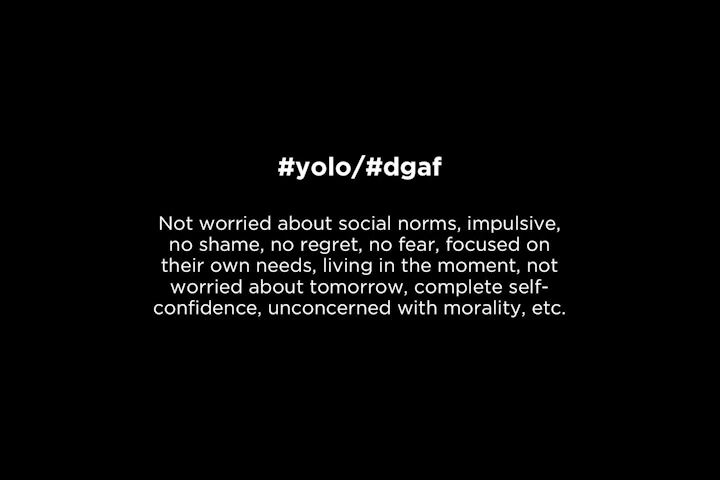 #yolo/#dgaf
Not worried about social norms, impulsive,
no shame, no regret, no fear, focused on
their own needs, living in the moment, not
worried about tomorrow, complete self-
confidence, unconcerned with morality, etc.